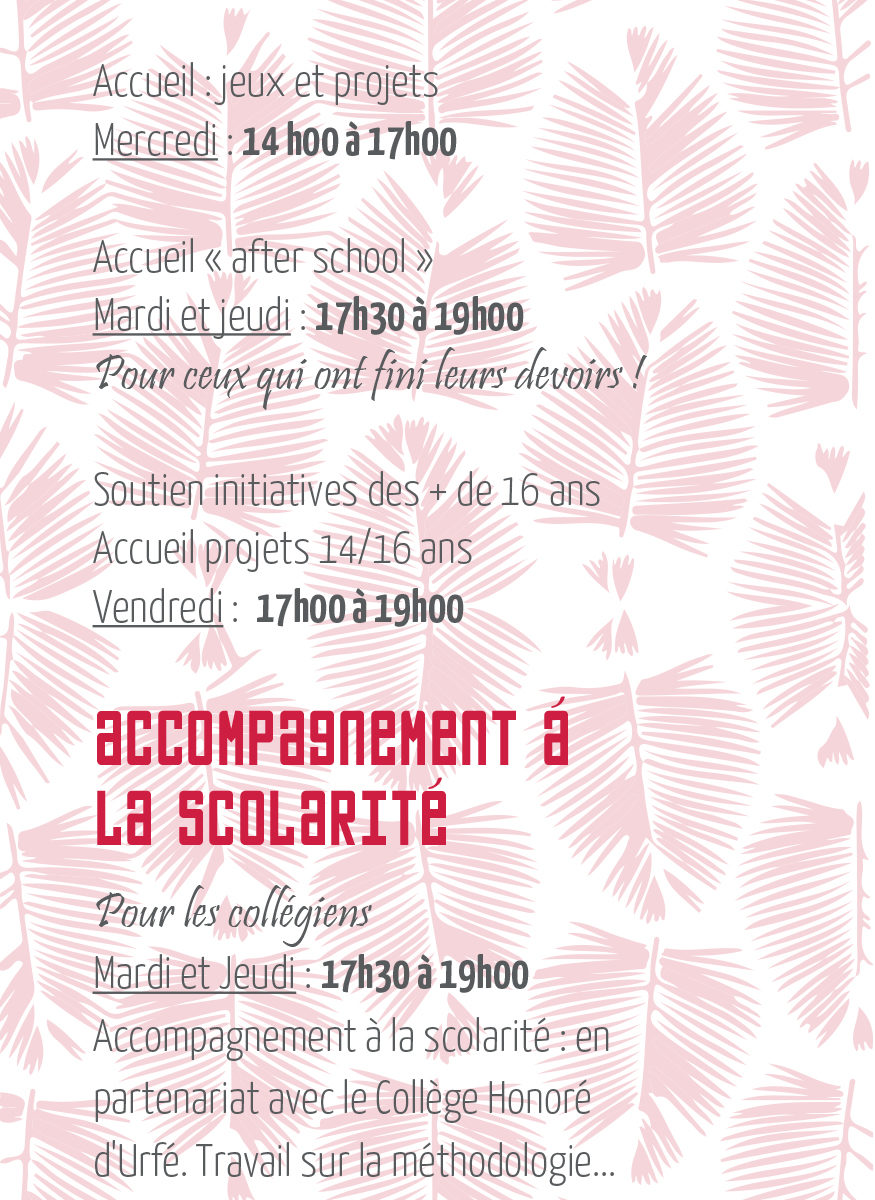 Accueil : jeux et projets
Mercredi : 14 h00 à 17h00
Accueil « after school »
Mardi et jeudi : 17h30 à 19h00
Pour ceux qui ont fini leurs devoirs !
Soutien initiatives des + de 16 ans
Accueil projets 14/16 ans
Vendredi : 17h00 à 19h00
ACCOMPAGNEMENT Á
LA SCOLARITÉ
Pour les collégiens
Mardi et Jeudi : 17h30 à 19h00
Accompagnement à la scolarité : en
partenariat avec le Collège Honoré
d'Urfé. Travail sur la méthodologie...